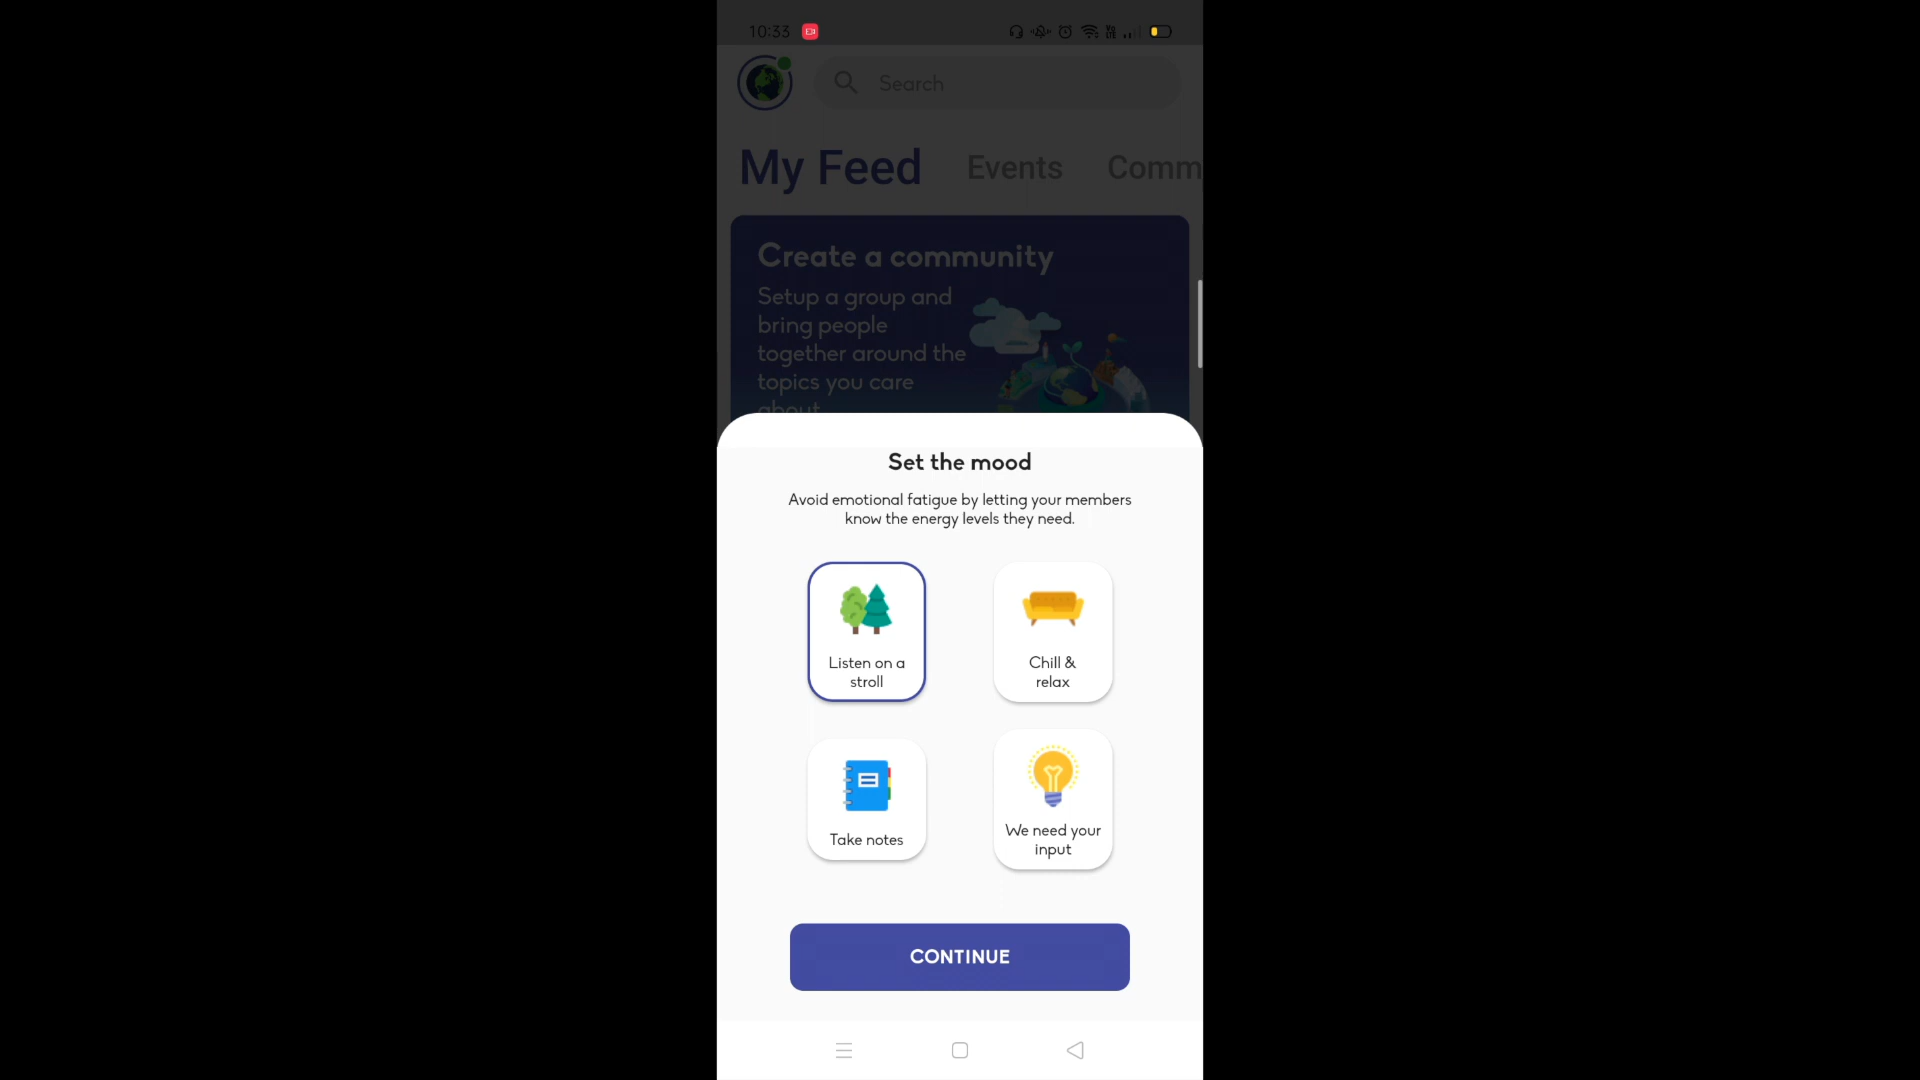 10:33
Search
My Feed Events Comm
Create a community
Setup a group and
bring people
together around the
topics you care
about
Set the mood
Avoid emotional fatigue by letting your members
know the energy levels they need.
Listen on a
stroll
Chill &
relax
Take notes
We need your
input
CONTINUE